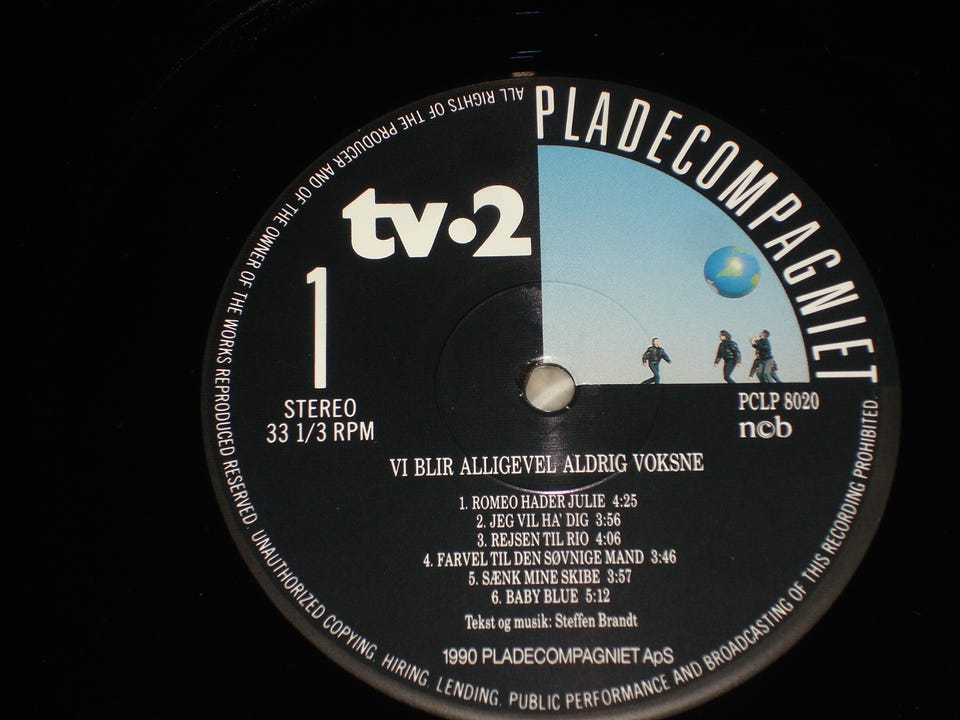 PLADECOMPAGNIET
tv·2
1
STEREO
33 1/3 RPM
PCLP 8020
n©b
VI BLIR ALLIGEVEL ALDRIG VOKSNE
1. ROMEO HADER JULIE 4:25
2. JEG VIL HA' DIG 3:56
3. REJSEN TIL RIO 4:06
4. FARVEL TIL DEN SØVNIGE MAND 3:46
5. SÆNK MINE SKIBE 3:57
6. BABY BLUE 5:12
Tekst og musik: Steffen Brandt
1990 PLADECOMPAGNIET ApS
ALL RIGHTS OF THE PRODUCER AND OF THE OWNER OF THE WORKS REPRODUCED RESERVED. UNAUTHORIZED COPYING. HIRING. LENDING. PUBLIC PERFORMANCE AND BROADCASTING OF THIS RECORDING PROHIBITED.